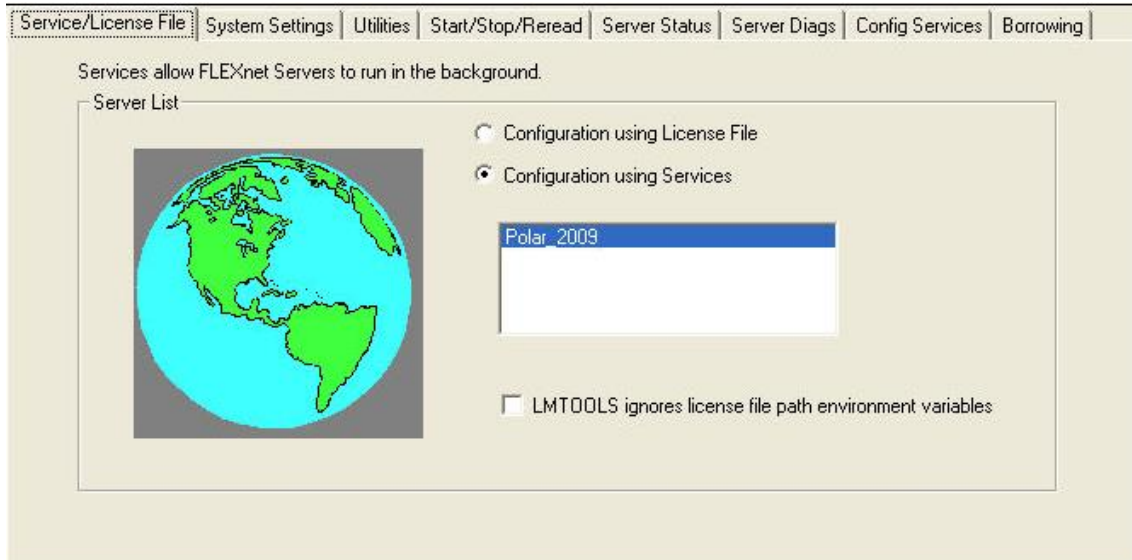 Service/License File System Settings Utilities Start/Stop/Reread Server Status Server Diags Config Services Borrowing
Services allow FLEXnet Servers to run in the background.
Server List
Configuration using License File
Configuration using Services
Polar_2009
LMTOOLS ignores license file path environment variables